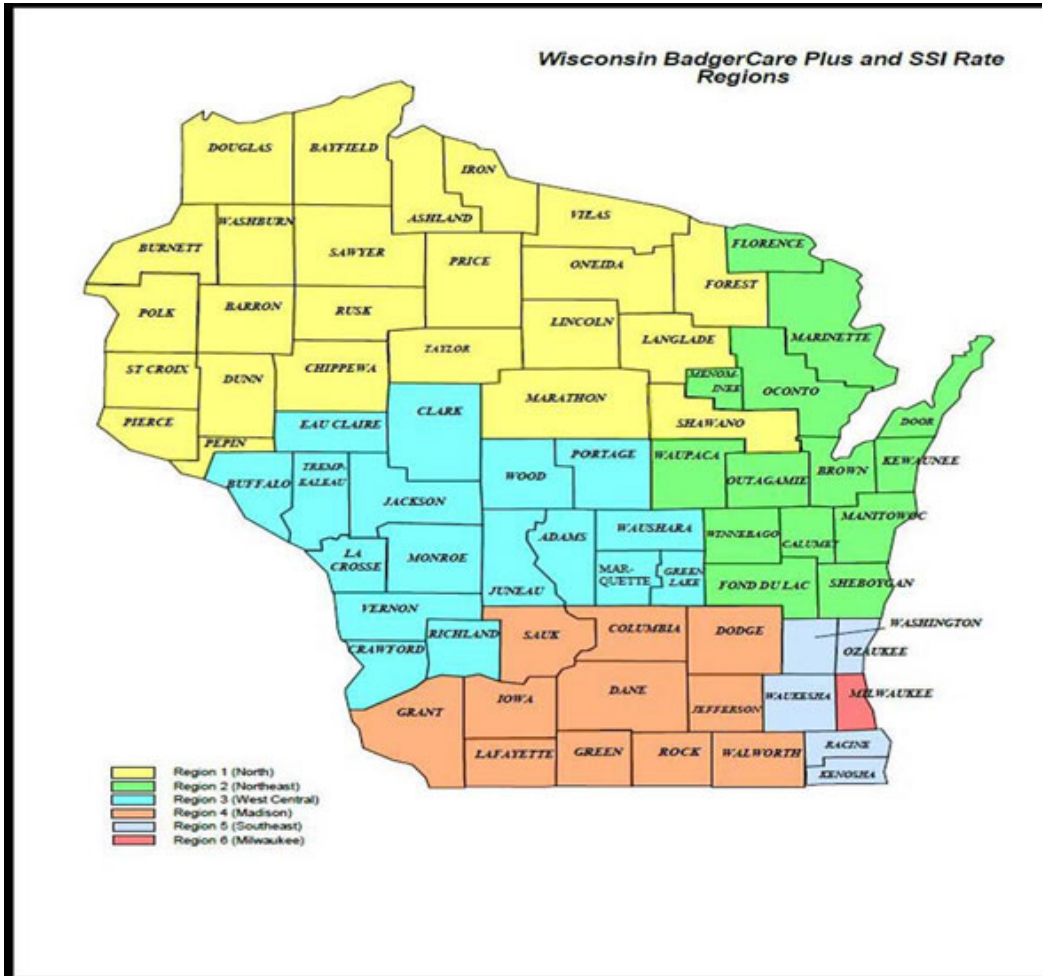 Wisconsin BadgerCare Plus and SSI Rate
Regions
DOUGLAS
BAYFIELD
IRON
ASHLAND
VILAS
WASHBURN
BURNETT
SAWYER
PRICE
ONEIDA
FLORENCE
FOREST
POLK
BARRON
RUSK
LINCOLN
LANGLADE
MARINETTE
TAYLOR
ST CROIX
DUNN
CHIPPEWA
MENOM-
INEE
OCONTO
MARATHON
CLARK
PIERCE
EAU CLAIRE
SHAWANO
DOOR
PEPIN
PORTAGE
WAUPACA
BROWN
KEWAUNEE
BUFFALO
TREMP-
EALEAU
WOOD
OUTAGAMIE
JACKSON
MANITOWOC
WAUSHARA
ADAMS
WINNEBAGO
CALUMET
LA
CROSSE
MONROE
MAR-
QUETTE
GREEN
LAKE
JUNEAU
FOND DU LAC
SHEBOYGAN
VERNON
RICHLAND
SAUK
COLUMBIA
DODGE
WASHINGTON
CRAWFORD
OZAUKEE
DANE
IOWA
WAUKESHA
MILWAUKEE
GRANT
JEFFERSON
LAFAYETTE
GREEN
ROCK
WALWORTH
RACINE
KENOSHA
Region 1 (North)
Region 2 (Northeast)
Region 3 (West Central)
Region 4 (Madison)
Region 5 (Southeast)
Region 6 (Milwaukee)